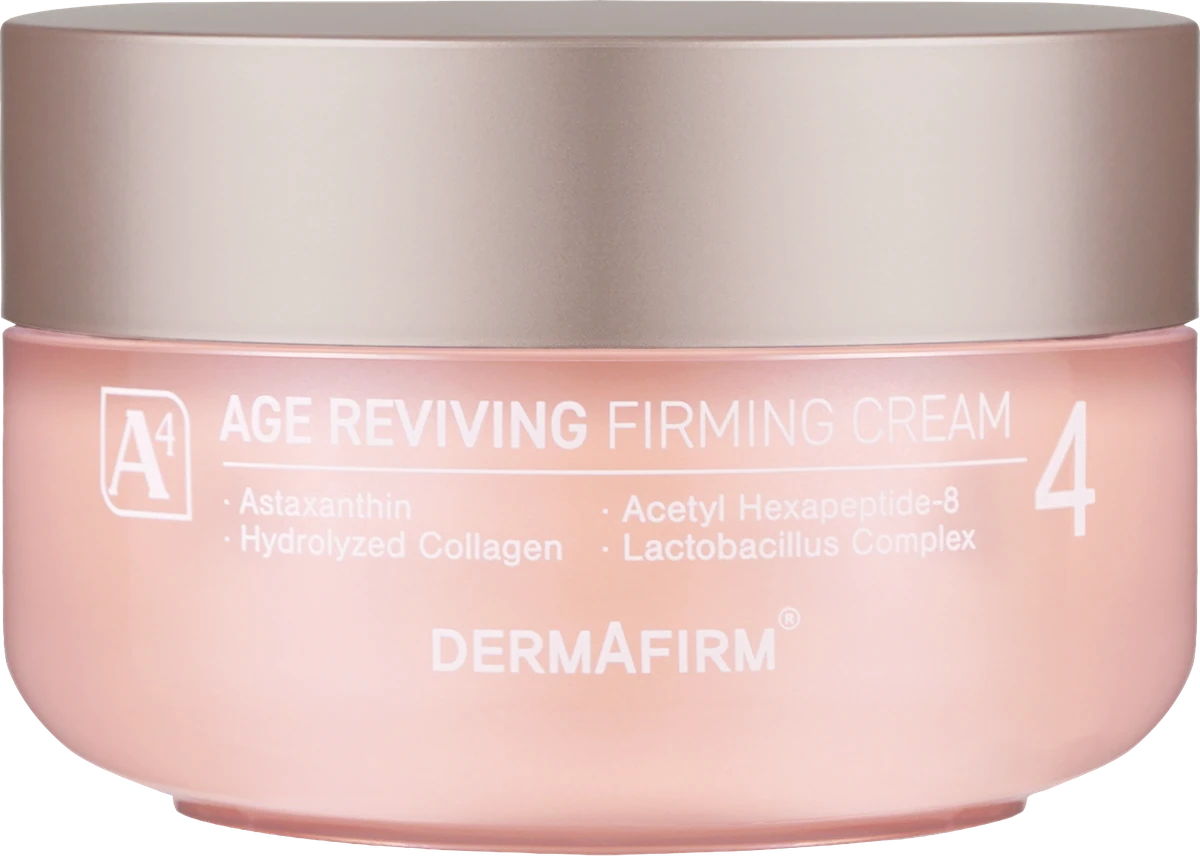 A4
AGE REVIVING FIRMING CREAM 4
· Astaxanthin · Acetyl Hexapeptide-8
· Hydrolyzed Collagen · Lactobacillus Complex
DERMAFIRM®